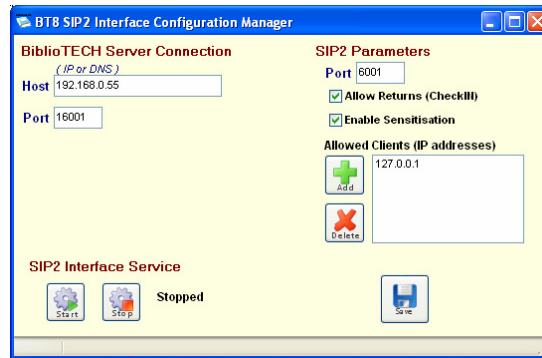 BT8 SIP2 Interface Configuration Manager
BiblioTECH Server Connection
(IP or DNS)
Host 192.168.0.55
Port 16001
SIP2 Parameters
Port 6001
Allow Returns (CheckIN)
Enable Sensitisation
Allowed Clients (IP addresses)
127.0.0.1
Add
Delete
SIP2 Interface Service
Start
Stop
Stopped
Save